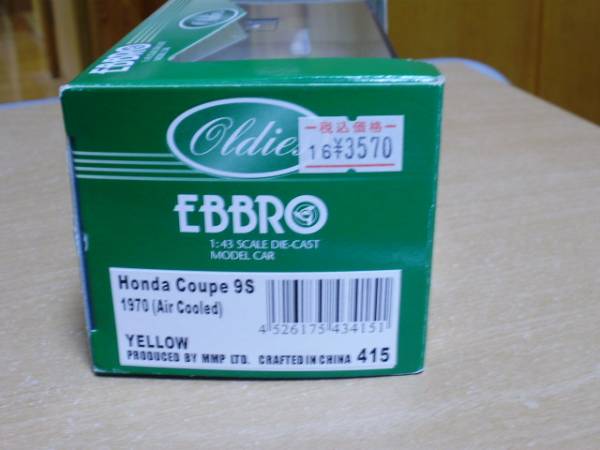 EBBRO
Oldies
税込価格
16 ¥3570
EBBRO
1:43 SCALE DIE-CAST
MODEL CAR
Honda Coupe 9S
1970 (Air Cooled)
4 526175 434151
YELLOW
PRODUCED BY MMP LTD. CRAFTED IN CHINA 415